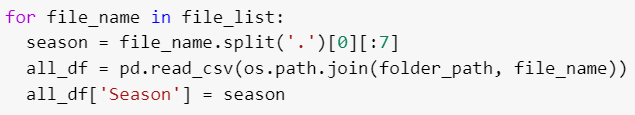 for file_name in file_list:
  season = file_name.split('.')[0][:7]
  all_df = pd.read_csv(os.path.join(folder_path, file_name))
  all_df['Season'] = season